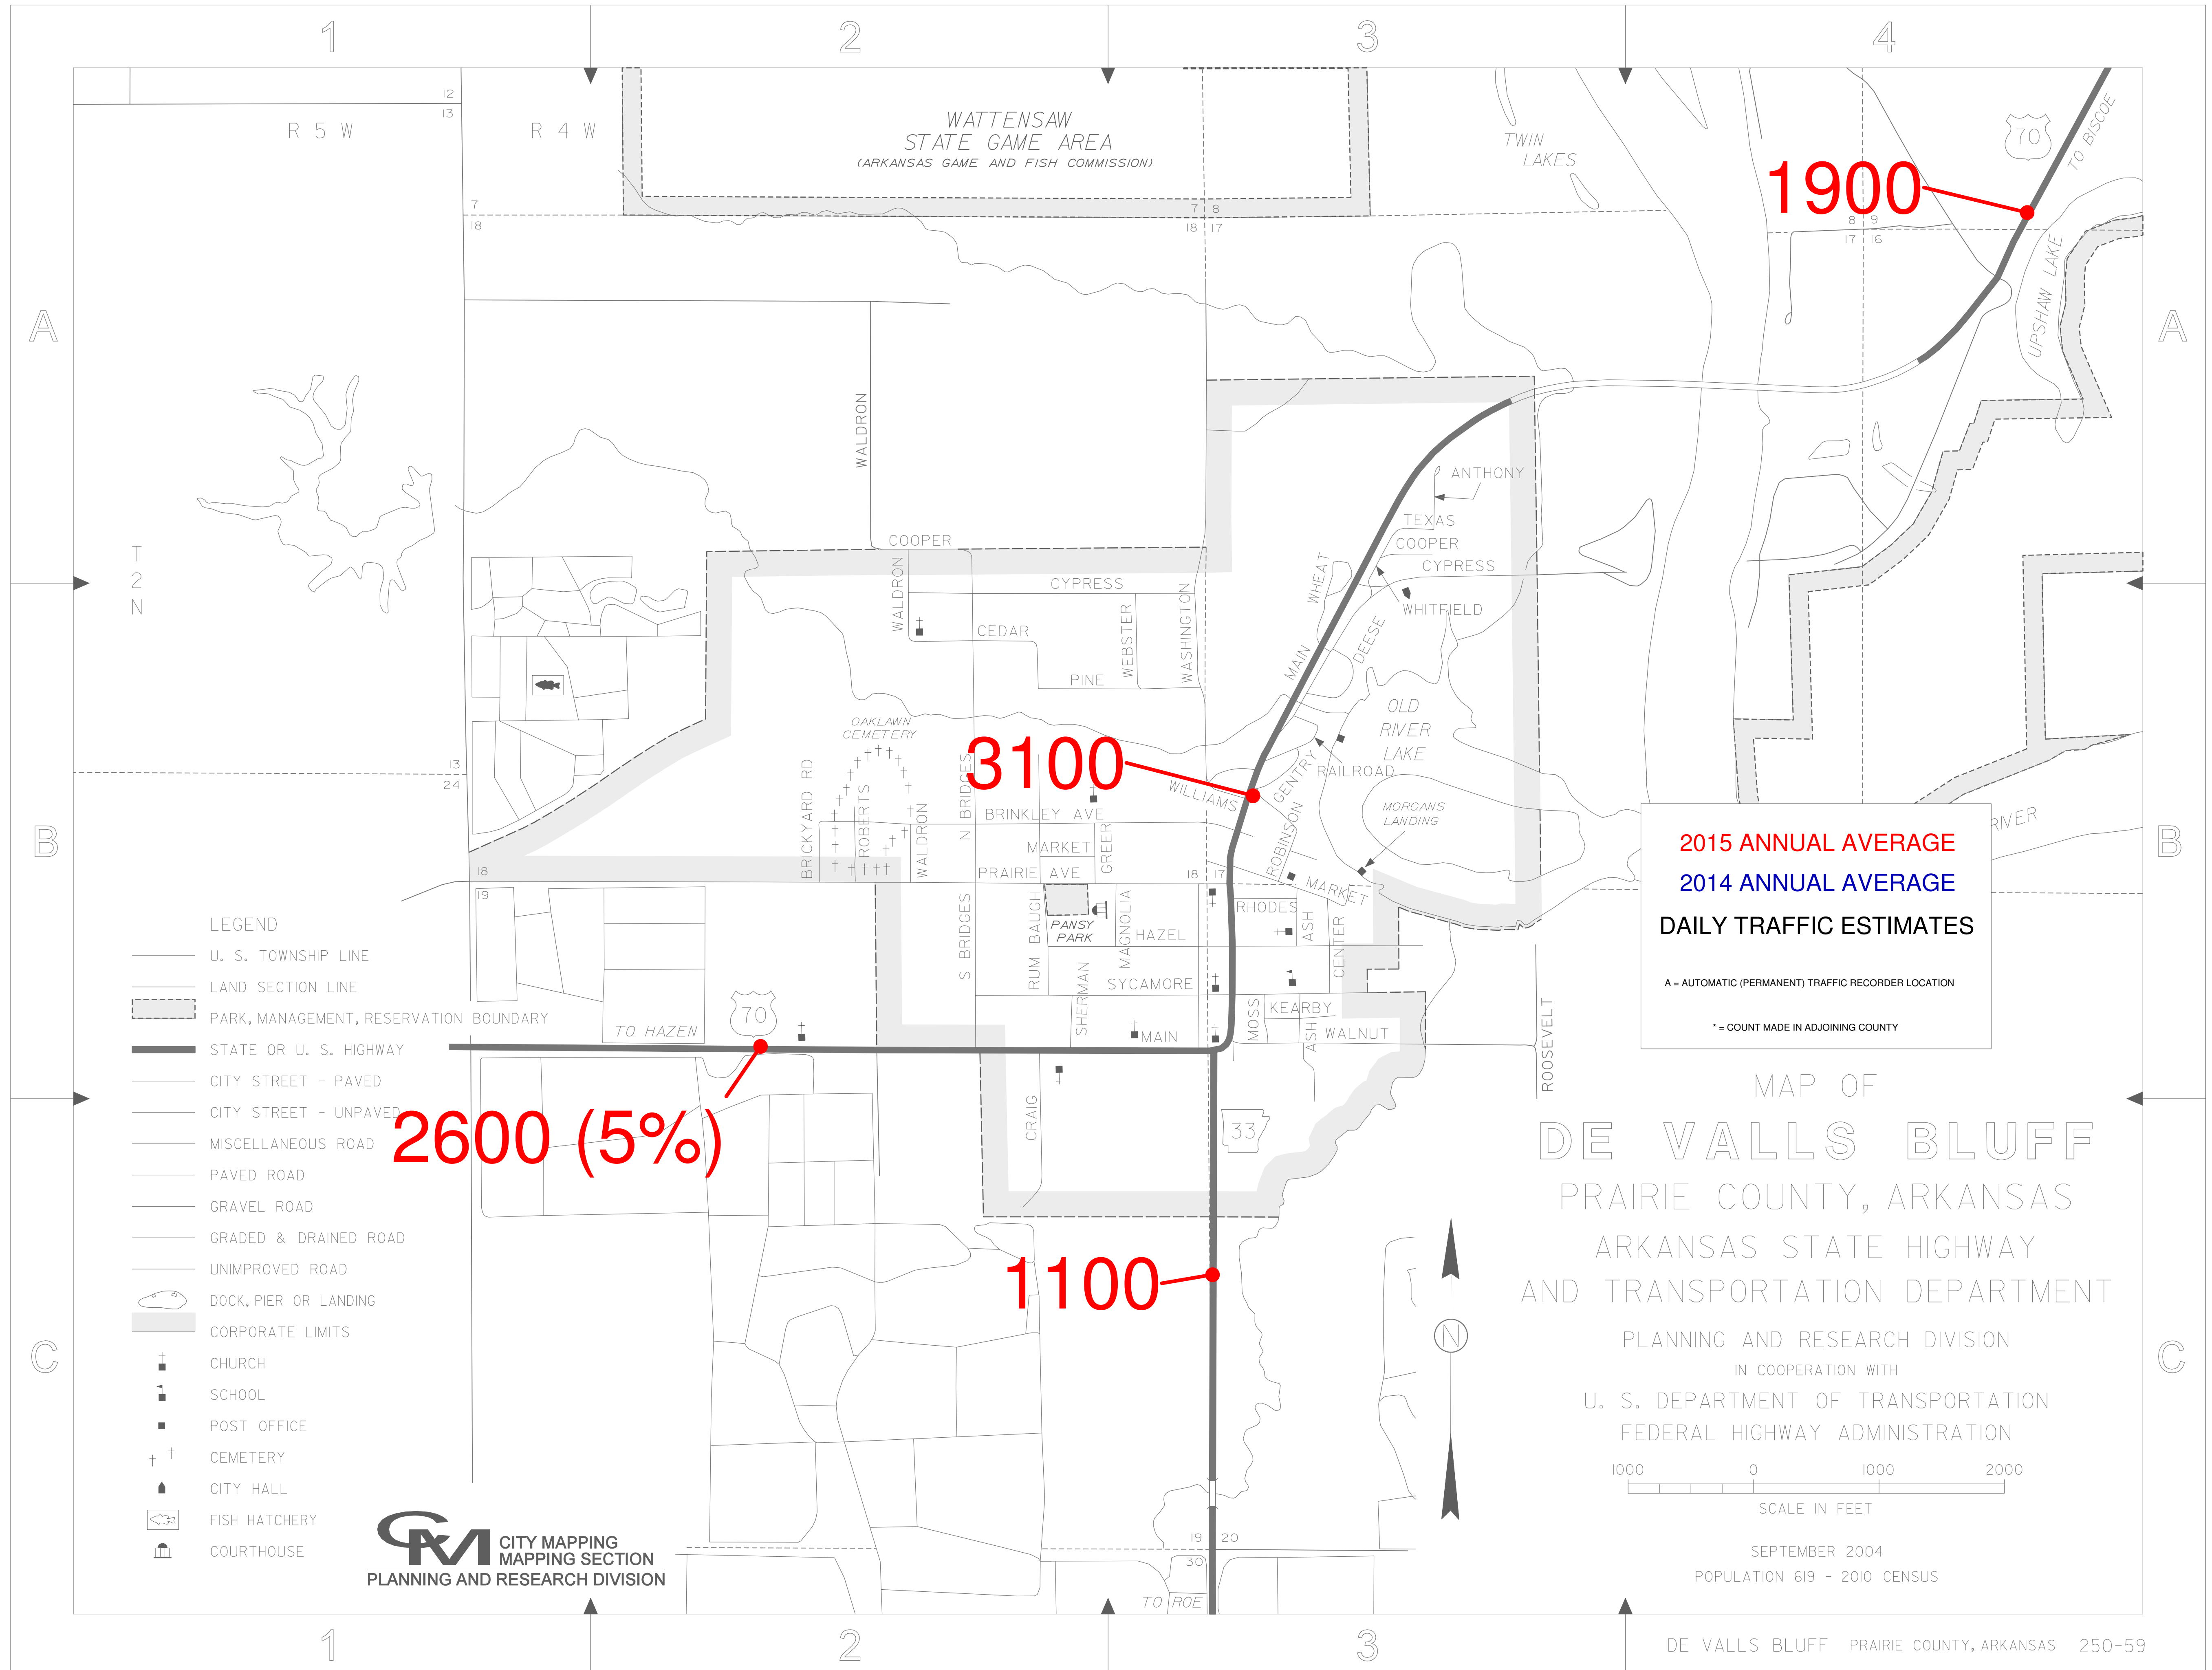 1
2
3
4
12
13
R 5 W
R 4 W
WATTENSAW
STATE GAME AREA
(ARKANSAS GAME AND FISH COMMISSION)
TWIN
LAKES
70
TO BISCOE
1900
7
18
7 8
18 17
8 9
17 16
UPSHAW LAKE
A
A
WALDRON
T
2
N
ANTHONY
TEXAS
COOPER
CYPRESS
WHITFIELD
WHEAT
DEESE
MAIN
COOPER
WALDRON
CYPRESS
CEDAR
WEBSTER
WASHINGTON
PINE
OLD
RIVER
LAKE
OAKLAWN
CEMETERY
3100
RAILROAD
GENTRY
WILLIAMS
MORGANS
LANDING
ROBINSON
13
24
BRICKYARD RD
ROBERTS
WALDRON
N BRIDGES
BRINKLEY AVE
MARKET
GREER
PRAIRIE AVE
18 17
MARKET
RIVER
B
B
18
19
2015 ANNUAL AVERAGE
2014 ANNUAL AVERAGE
DAILY TRAFFIC ESTIMATES
A = AUTOMATIC (PERMANENT) TRAFFIC RECORDER LOCATION
* = COUNT MADE IN ADJOINING COUNTY
S BRIDGES
RUM BAUGH
PANSY
PARK
MAGNOLIA
HAZEL
SHERMAN
SYCAMORE
MAIN
RHODES
ASH
CENTER
MOSS
KEARBY
ASH
WALNUT
ROOSEVELT
TO HAZEN
70
2600 (5%)
CRAIG
33
1100
LEGEND
U. S. TOWNSHIP LINE
LAND SECTION LINE
PARK, MANAGEMENT, RESERVATION BOUNDARY
STATE OR U. S. HIGHWAY
CITY STREET - PAVED
CITY STREET - UNPAVED
MISCELLANEOUS ROAD
PAVED ROAD
GRAVEL ROAD
GRADED & DRAINED ROAD
UNIMPROVED ROAD
DOCK, PIER OR LANDING
CORPORATE LIMITS
CHURCH
SCHOOL
POST OFFICE
CEMETERY
CITY HALL
FISH HATCHERY
COURTHOUSE
C
C
MAP OF
DE VALLS BLUFF
PRAIRIE COUNTY, ARKANSAS
ARKANSAS STATE HIGHWAY
AND TRANSPORTATION DEPARTMENT
PLANNING AND RESEARCH DIVISION
IN COOPERATION WITH
U. S. DEPARTMENT OF TRANSPORTATION
FEDERAL HIGHWAY ADMINISTRATION
N
1000 0 1000 2000
SCALE IN FEET
SEPTEMBER 2004
POPULATION 619 - 2010 CENSUS
CM
CITY MAPPING
MAPPING SECTION
PLANNING AND RESEARCH DIVISION
19 20
30
TO ROE
1
2
3
DE VALLS BLUFF PRAIRIE COUNTY, ARKANSAS 250-59